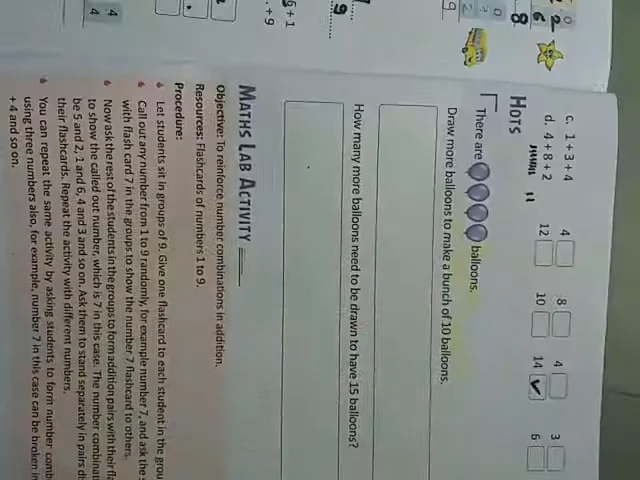 c. 1 + 3 + 4 4 8 4 3
d. 4 + 8 + 2 12 10 14 ✓ 6
HOTS
There are balloons.
Draw more balloons to make a bunch of 10 balloons.
How many more balloons need to be drawn to have 15 balloons?
MATHS LAB ACTIVITY
Objective: To reinforce number combinations in addition.
Resources: Flashcards of numbers 1 to 9.
Procedure:
Let students sit in groups of 9. Give one flashcard to each student in the
Call out any number from 1 to 9 randomly, for example number 7, and ask the
with flash card 7 in the groups to show the number 7 flashcard to others.
Now ask the rest of the students in the groups to form addition pairs with their
to show the called out number, which is 7 in this case. The number
be 5 and 2, 1 and 6, 4 and 3 and so on. Ask them to stand separately in pairs
their flashcards. Repeat the activity with different numbers.
You can repeat the same activity by asking students to form number
using three numbers also, for example, number 7 in this case can be broken
+ 4 and so on.